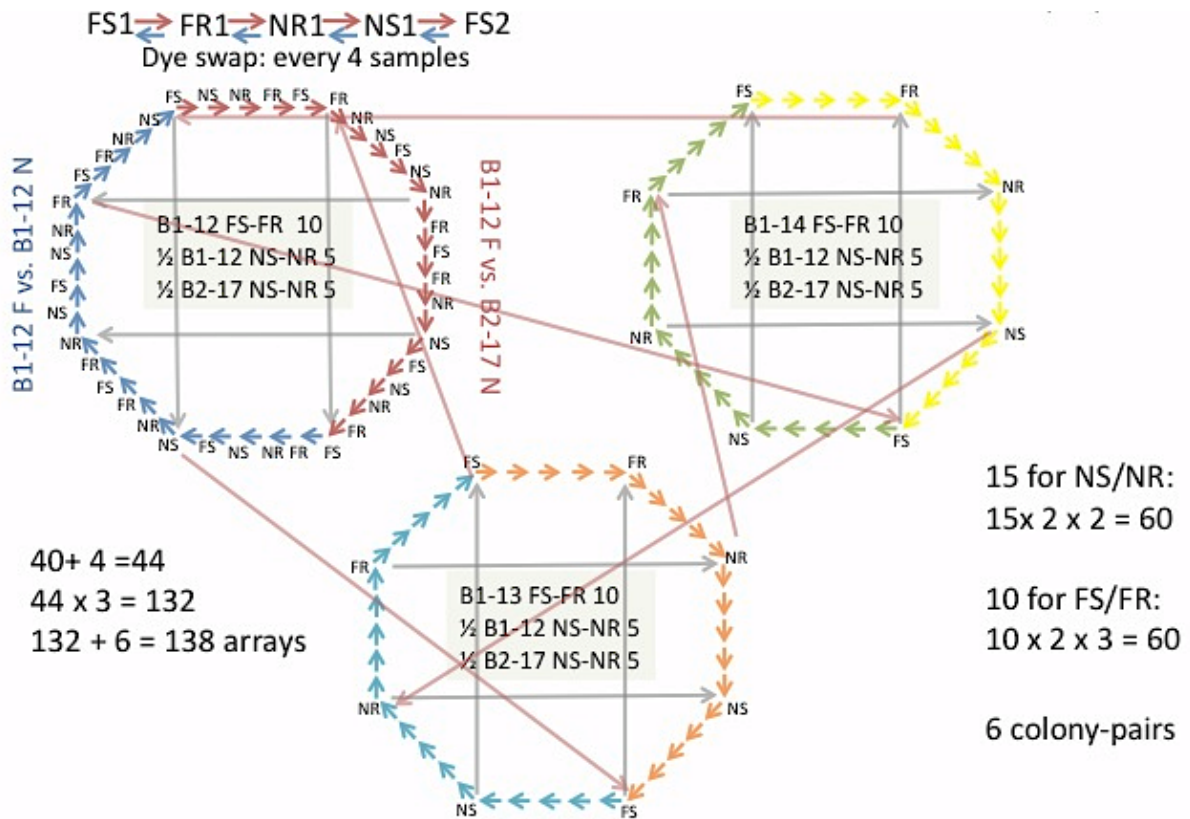 FS1 FR1 NR1 NS1 FS2
Dye swap: every 4 samples
FS NS NR FR FS FR
NR
NS
FS
NS
NR
FR
FS
FR
NR
NS
FS
NS
NR
FR
FS
FR
NR
NS
FS
NS
NR
FR
FS
FR
NR
NS
FS
NS
NR
FR
FS
FR
NR
NS
B1-12 F vs. B1-12 N
B1-12 FS-FR 10
½ B1-12 NS-NR 5
½ B2-17 NS-NR 5
B1-12 F vs. B2-17 N
FS
FR
NR
NS
FS
NS
NR
FR
B1-14 FS-FR 10
½ B1-12 NS-NR 5
½ B2-17 NS-NR 5
FS
FR
NR
NS
FS
NS
NR
FR
B1-13 FS-FR 10
½ B1-12 NS-NR 5
½ B2-17 NS-NR 5
40+ 4 =44
44 x 3 = 132
132 + 6 = 138 arrays
15 for NS/NR:
15x 2 x 2 = 60
10 for FS/FR:
10 x 2 x 3 = 60
6 colony-pairs